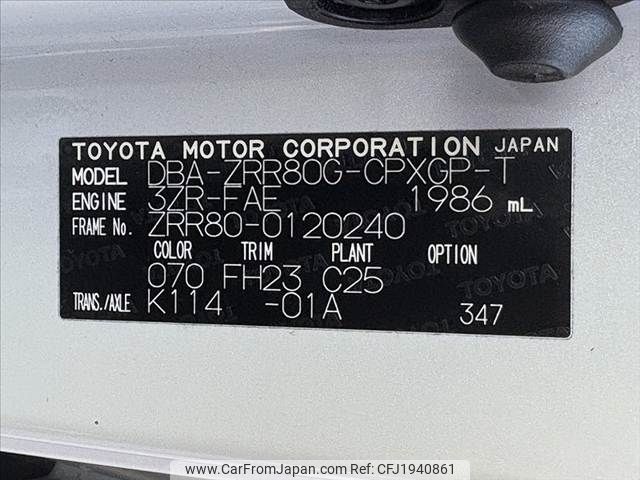 TOYOTA MOTOR CORPORATION JAPAN
MODEL DBA-ZRR80G-CPXGP-T
ENGINE 3ZR-FAE 1986 mL
FRAME No. ZRR80-0120240
COLOR TRIM PLANT OPTION
070 FH23 C25
TRANS./AXLE K114 -01A 347
www.CarFromJapan.com - CFJ1940861